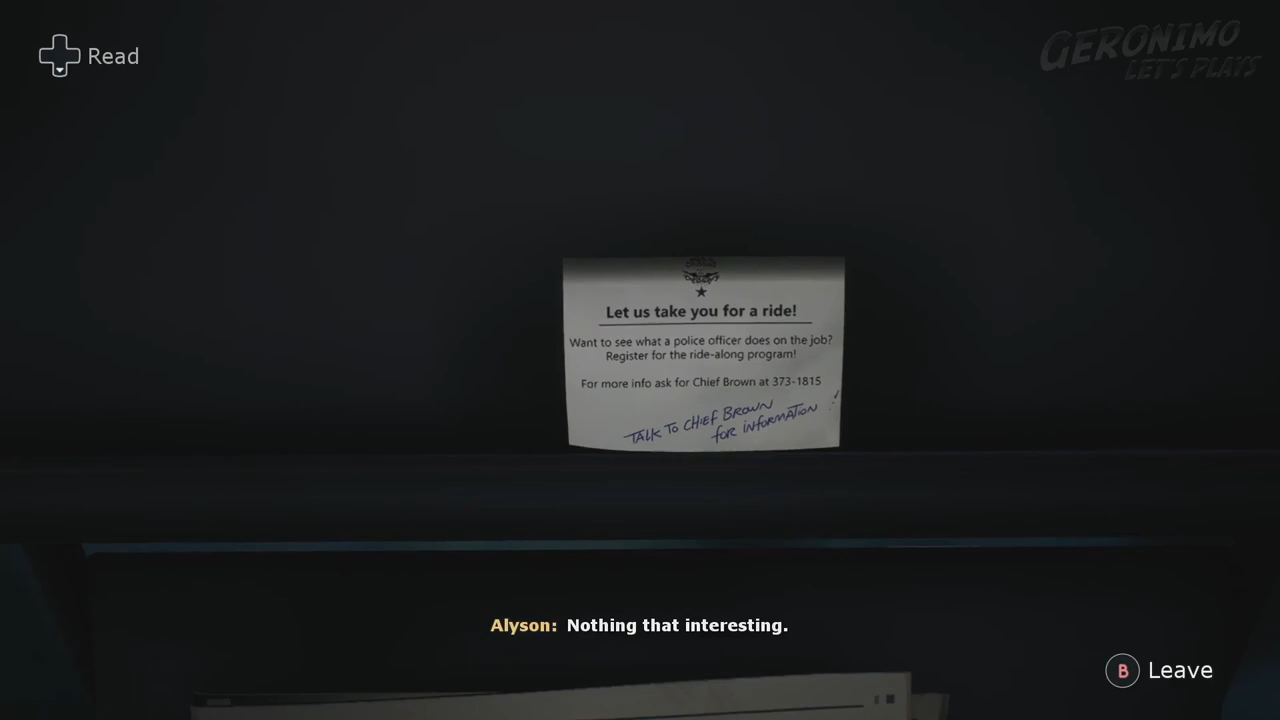 Read
GERONIMO
LET'S PLAYS
Let us take you for a ride!
Want to see what a police officer does on the job?
Register for the ride-along program!
For more info ask for Chief Brown at 373-1815
TALK TO CHIEF BROWN
FOR INFORMATION!
Alyson: Nothing that interesting.
B Leave